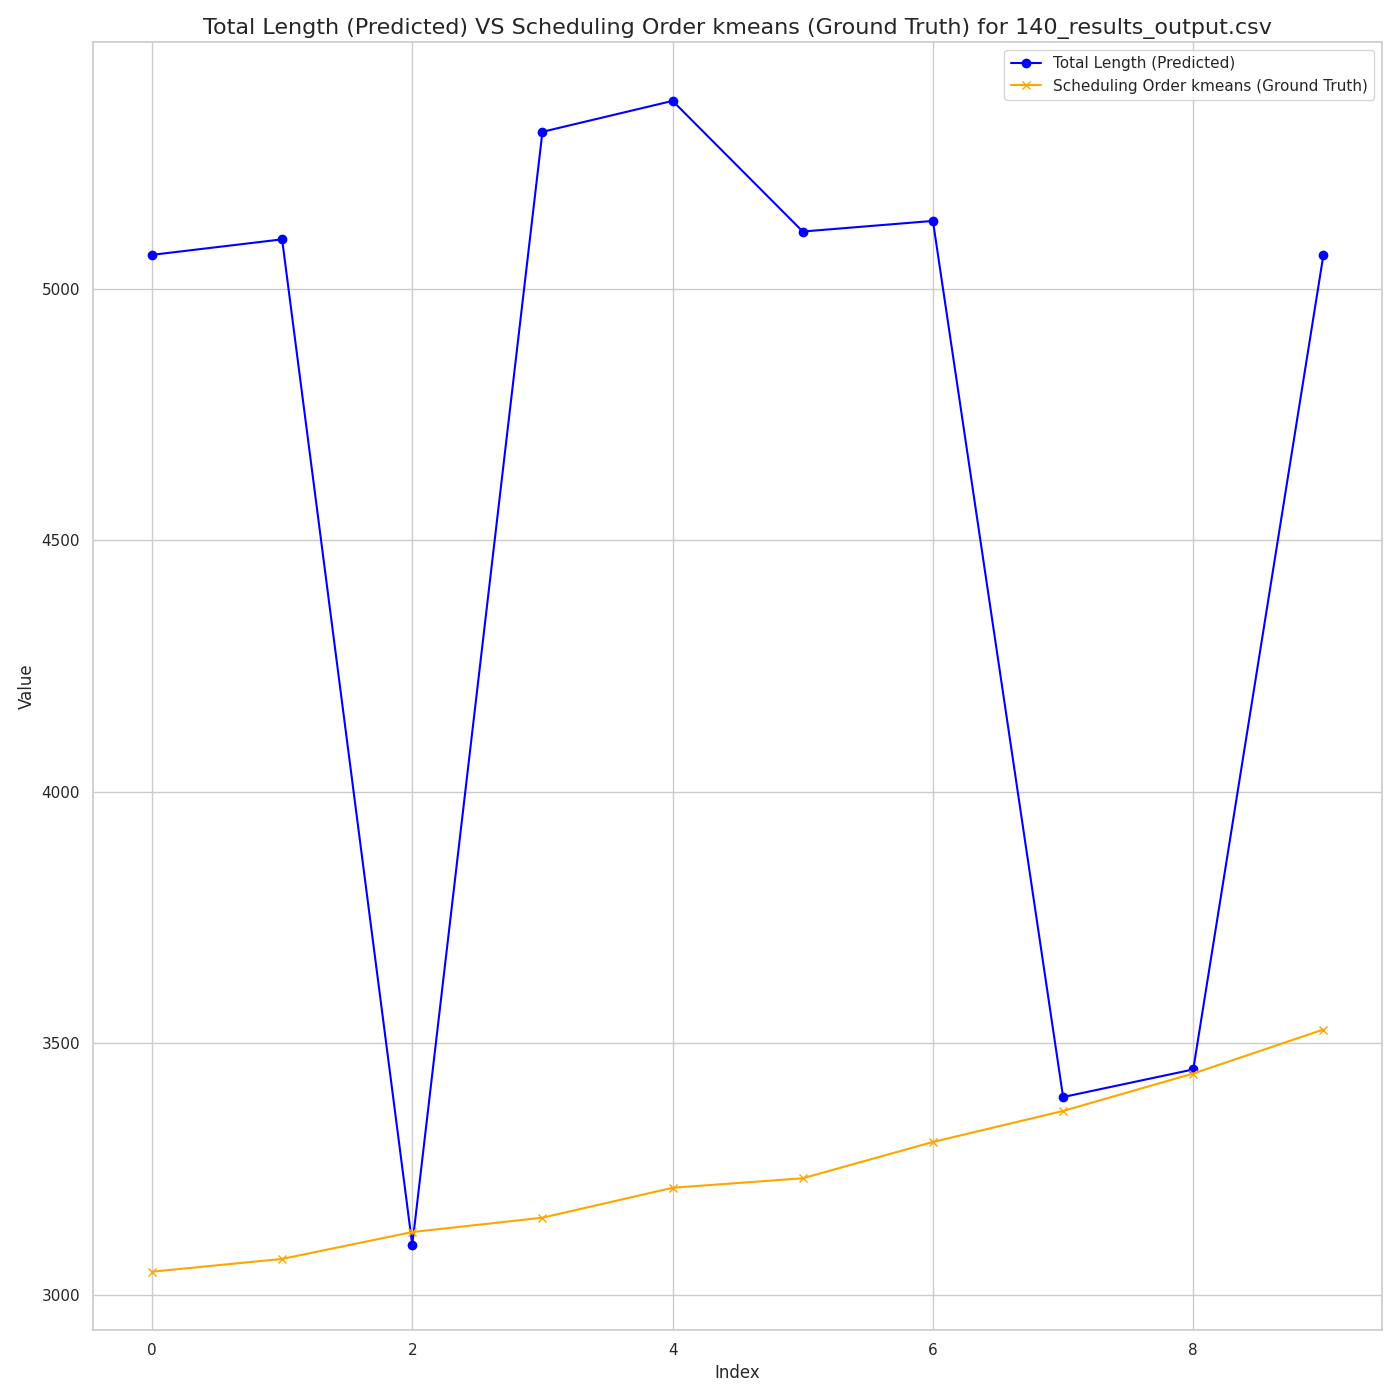 Total Length (Predicted) VS Scheduling Order kmeans (Ground Truth) for 140_results_output.csv
Total Length (Predicted)
Scheduling Order kmeans (Ground Truth)
5000
4500
4000
3500
3000
Value
0 2 4 6 8
Index